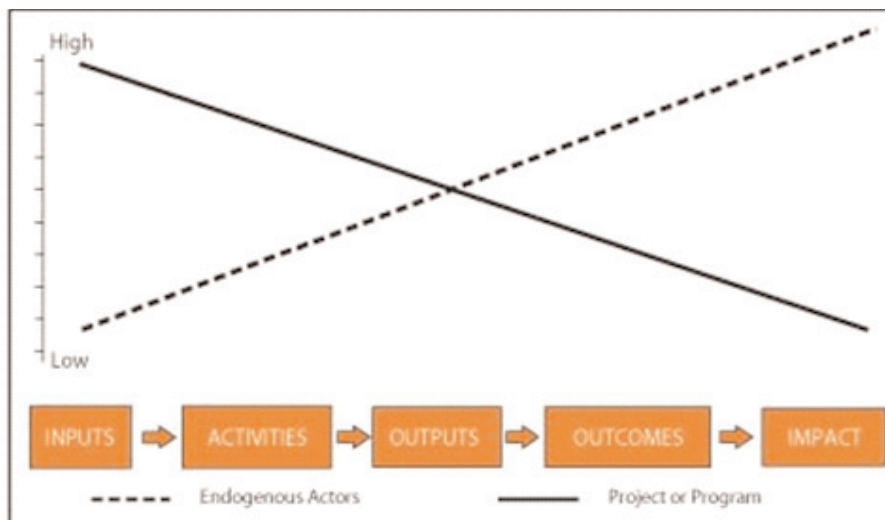 High
Low
INPUTS ACTIVITIES OUTPUTS OUTCOMES IMPACT
Endogenous Actors Project or Program